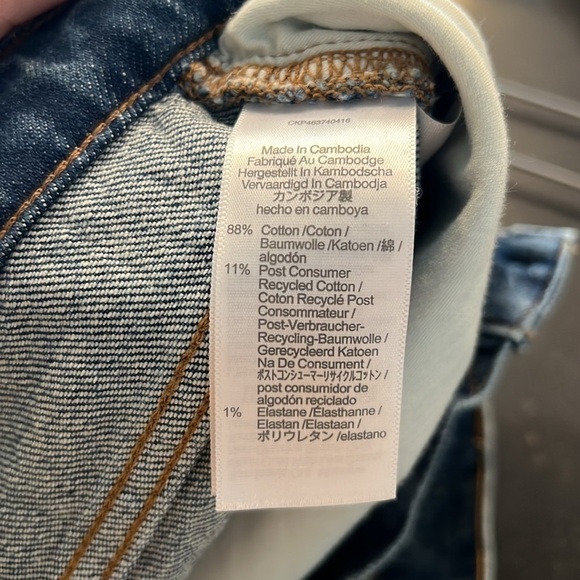 CKP463740416
Made In Cambodia
Fabriqué Au Cambodge
Hergestellt In Kambodscha
Vervaardigd In Cambodja
カンボジア製
hecho en camboya
88% Cotton /Coton /
Baumwolle /Katoen /綿 /
algodón
11% Post Consumer
Recycled Cotton /
Coton Recyclé Post
Consommateur /
Post-Verbraucher-
Recycling-Baumwolle /
Gerecycleerd Katoen
Na De Consument /
ポストコンシューマーリサイクルコットン /
post consumidor de
algodón reciclado
1% Elastane /Élasthanne /
Elastan /Elastaan /
ポリウレタン /elastano